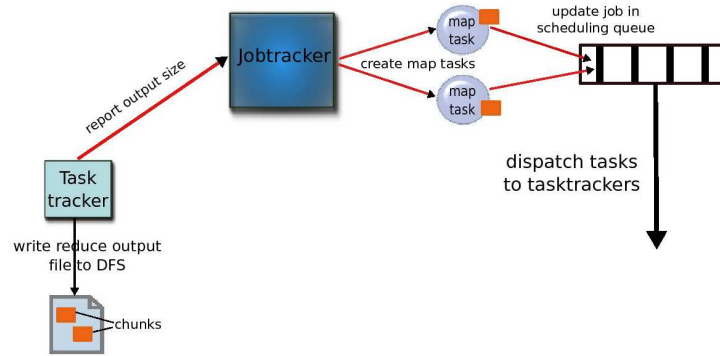 map
task
update job in
scheduling queue
Jobtracker
create map tasks
map
task
report output size
dispatch tasks
to tasktrackers
Task
tracker
write reduce output
file to DFS
chunks